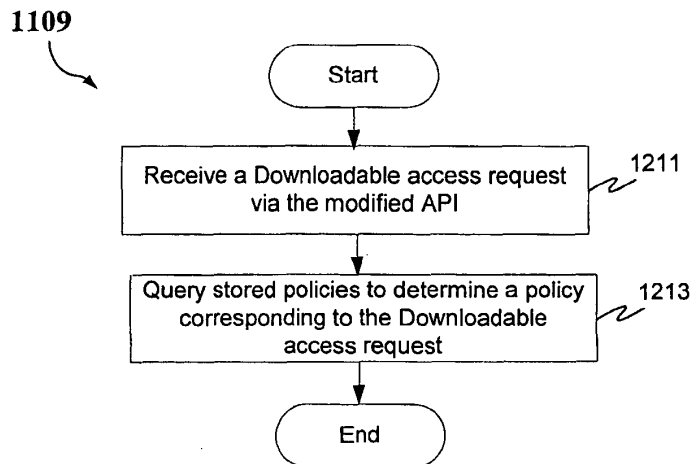 1109
Start
Receive a Downloadable access request
via the modified API
1211
Query stored policies to determine a policy
corresponding to the Downloadable
access request
1213
End